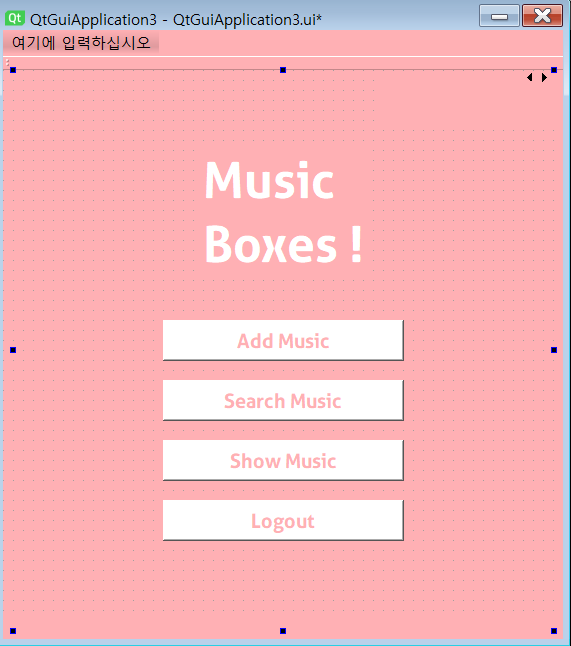 Qt QtGuiApplication3 - QtGuiApplication3.ui*
여기에 입력하십시오
Music
Boxes !
Add Music
Search Music
Show Music
Logout